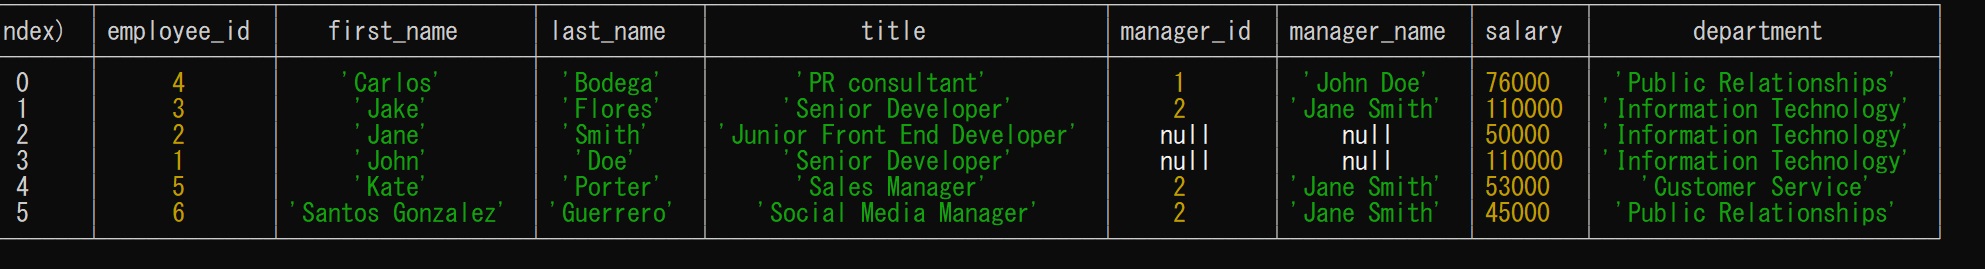 ndex) employee_id first_name last_name title manager_id manager_name salary department
0 4 'Carlos' 'Bodega' 'PR consultant' 1 'John Doe' 76000 'Public Relationships'
1 3 'Jake' 'Flores' 'Senior Developer' 2 'Jane Smith' 110000 'Information Technology'
2 2 'Jane' 'Smith' 'Junior Front End Developer' null null 50000 'Information Technology'
3 1 'John' 'Doe' 'Senior Developer' null null 110000 'Information Technology'
4 5 'Kate' 'Porter' 'Sales Manager' 2 'Jane Smith' 53000 'Customer Service'
5 6 'Santos Gonzalez' 'Guerrero' 'Social Media Manager' 2 'Jane Smith' 45000 'Public Relationships'